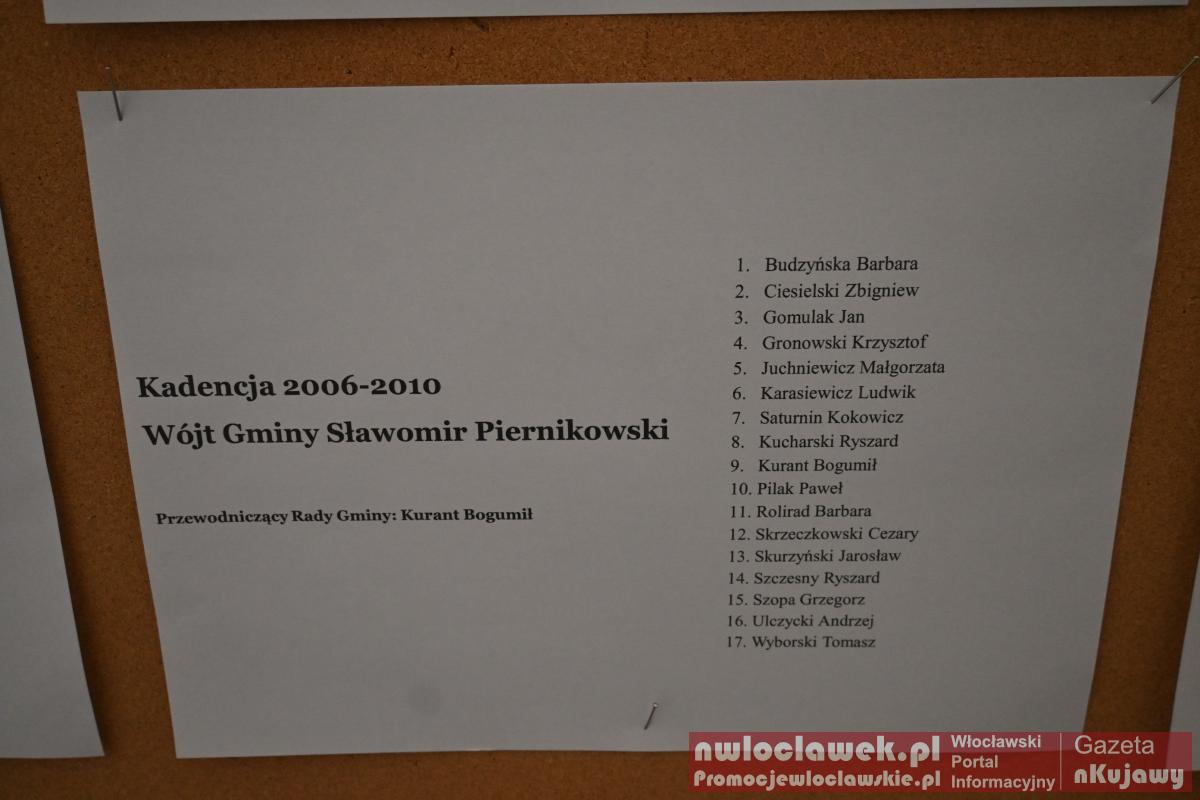 Kadencja 2006-2010
Wójt Gminy Sławomir Piernikowski
Przewodniczący Rady Gminy: Kurant Bogumił
1. Budzyńska Barbara
2. Ciesielski Zbigniew
3. Gomulak Jan
4. Gronowski Krzysztof
5. Juchniewicz Małgorzata
6. Karasiewicz Ludwik
7. Saturnin Kokowicz
8. Kucharski Ryszard
9. Kurant Bogumił
10. Pilak Paweł
11. Rolirad Barbara
12. Skrzeczkowski Cezary
13. Skurzyński Jarosław
14. Szczesny Ryszard
15. Szopa Grzegorz
16. Ulczycki Andrzej
17. Wyborski Tomasz
nwloclawek.pl
Promocjewloclawskie.pl
Włocławski
Portal
Informacyjny
Gazeta
nKujawy